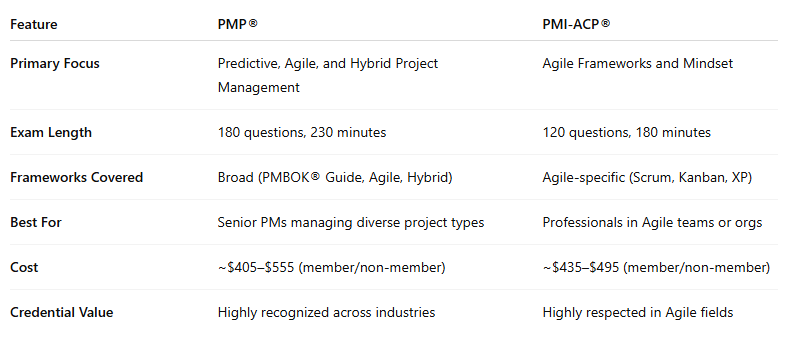 Feature PMP® PMI-ACP®
Primary Focus Predictive, Agile, and Hybrid Project Management Agile Frameworks and Mindset
Exam Length 180 questions, 230 minutes 120 questions, 180 minutes
Frameworks Covered Broad (PMBOK® Guide, Agile, Hybrid) Agile-specific (Scrum, Kanban, XP)
Best For Senior PMs managing diverse project types Professionals in Agile teams or orgs
Cost ~$405–$555 (member/non-member) ~$435–$495 (member/non-member)
Credential Value Highly recognized across industries Highly respected in Agile fields